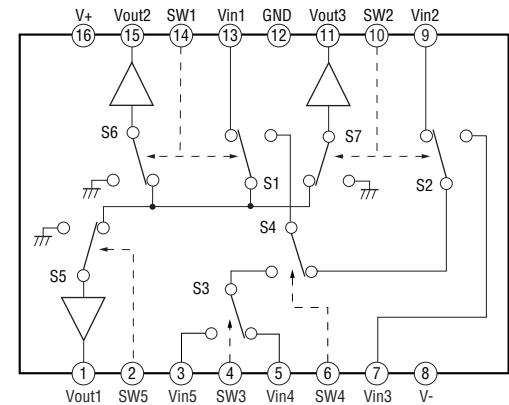 V+ Vout2 SW1 Vin1 GND Vout3 SW2 Vin2
16 15 14 13 12 11 10 9
S6 S7
S1 S2
S4
S5
S3
1 2 3 4 5 6 7 8
Vout1 SW5 Vin5 SW3 Vin4 SW4 Vin3 V-